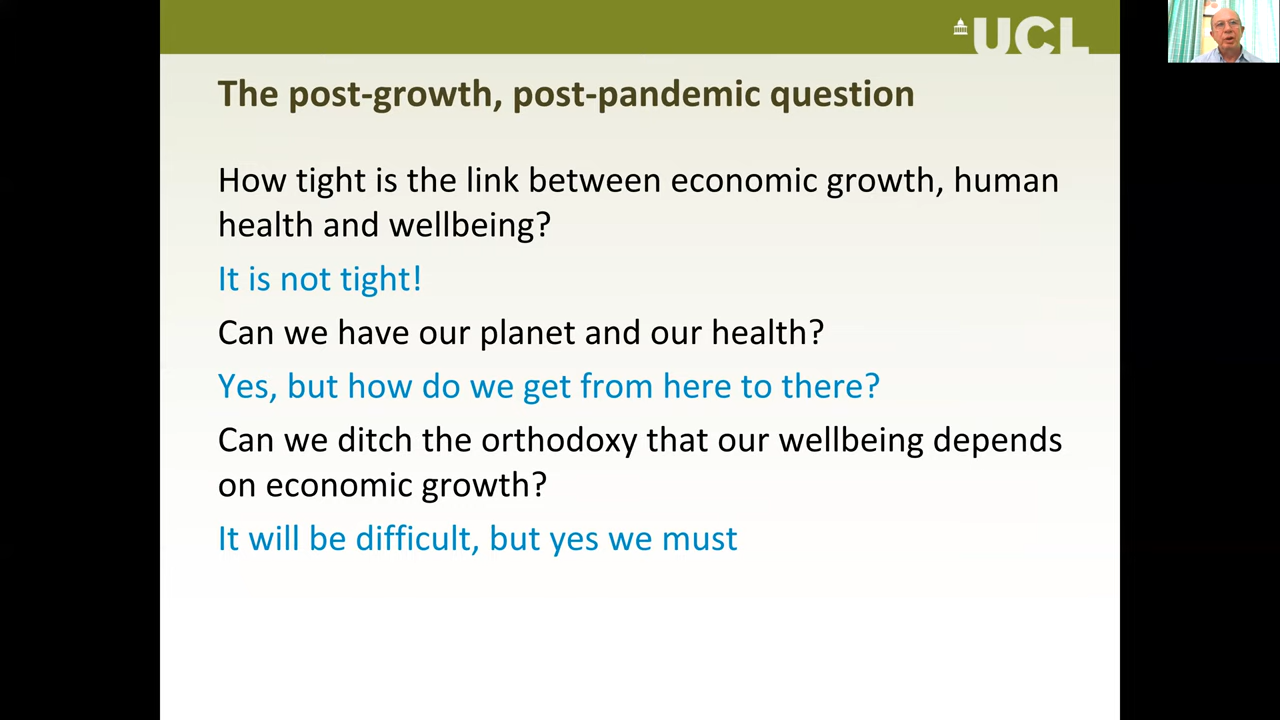 UCL
The post-growth, post-pandemic question
How tight is the link between economic growth, human
health and wellbeing?
It is not tight!
Can we have our planet and our health?
Yes, but how do we get from here to there?
Can we ditch the orthodoxy that our wellbeing depends
on economic growth?
It will be difficult, but yes we must